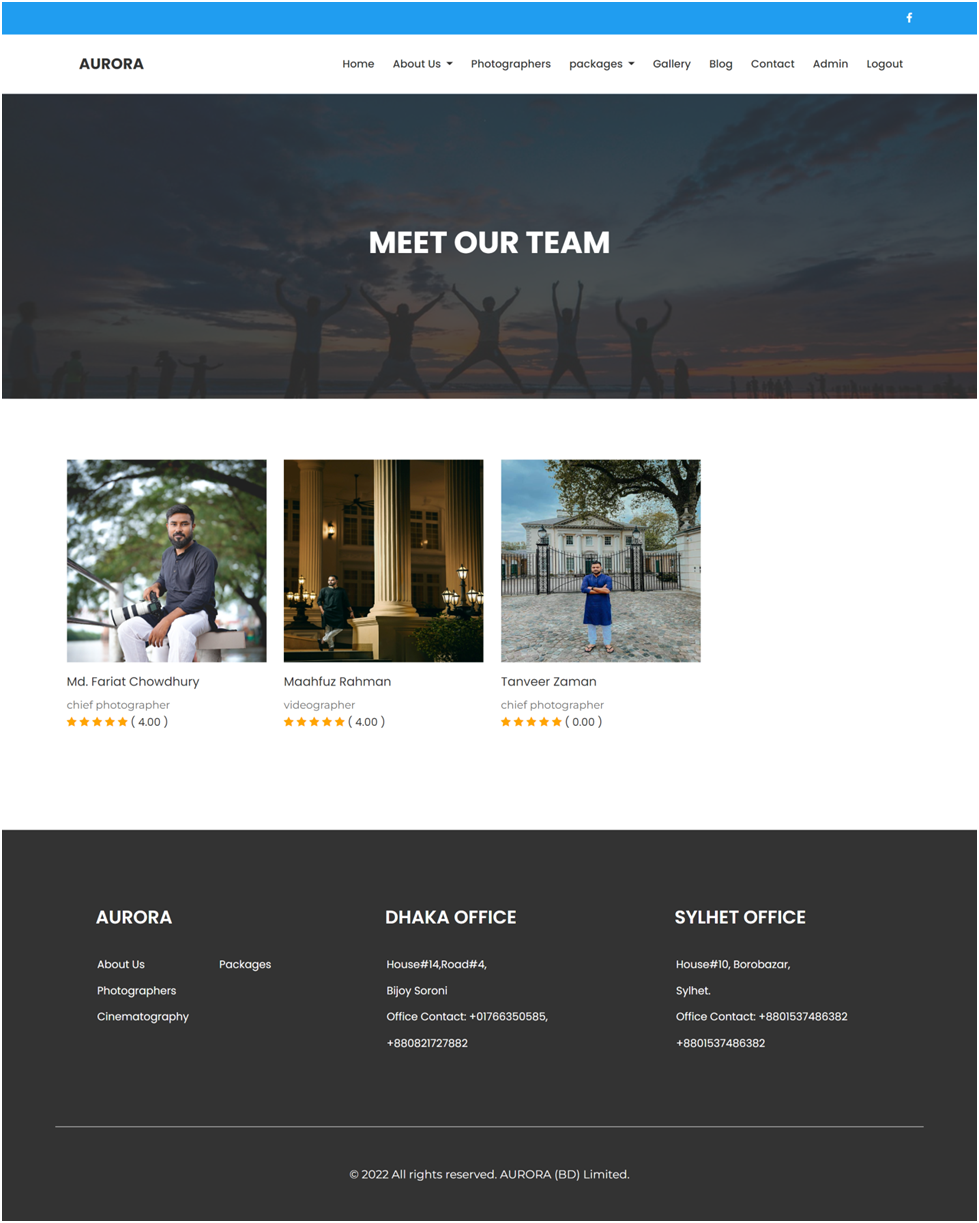 AURORA
Home About Us Photographers packages Gallery Blog Contact Admin Logout
MEET OUR TEAM
Md. Fariat Chowdhury
chief photographer
( 4.00 )
Maahfuz Rahman
videographer
( 4.00 )
Tanveer Zaman
chief photographer
( 0.00 )
AURORA
About Us Packages
Photographers
Cinematography
DHAKA OFFICE
House#14,Road#4,
Bijoy Soroni
Office Contact: +01766350585,
+880821727882
SYLHET OFFICE
House#10, Borobazar,
Sylhet.
Office Contact: +8801537486382
+8801537486382
© 2022 All rights reserved. AURORA (BD) Limited.